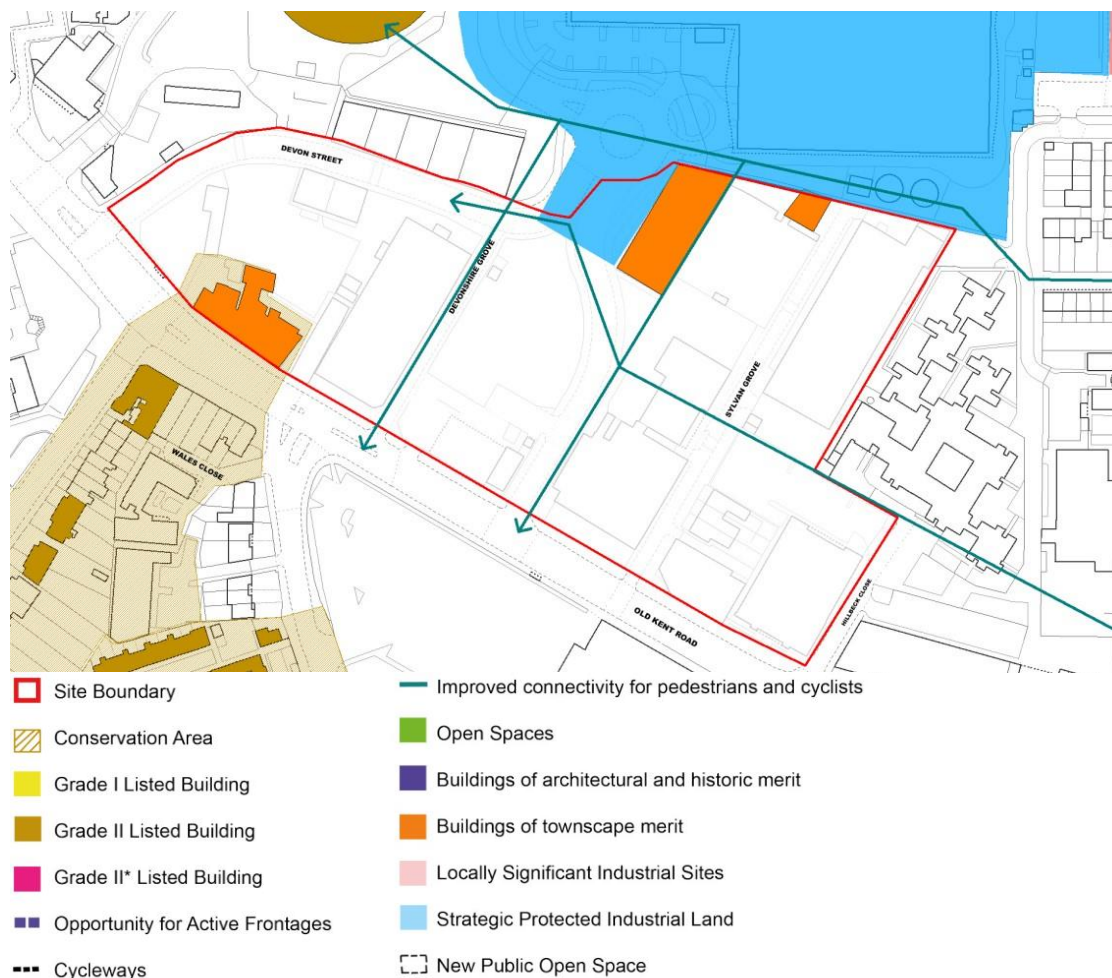 DEVON STREET
DEVONSHIRE GROVE
SYLVAN GROVE
WALES CLOSE
OLD KENT ROAD
HILLBECK CLOSE
Site Boundary
Conservation Area
Grade I Listed Building
Grade II Listed Building
Grade II* Listed Building
Opportunity for Active Frontages
Cycleways
Improved connectivity for pedestrians and cyclists
Open Spaces
Buildings of architectural and historic merit
Buildings of townscape merit
Locally Significant Industrial Sites
Strategic Protected Industrial Land
New Public Open Space